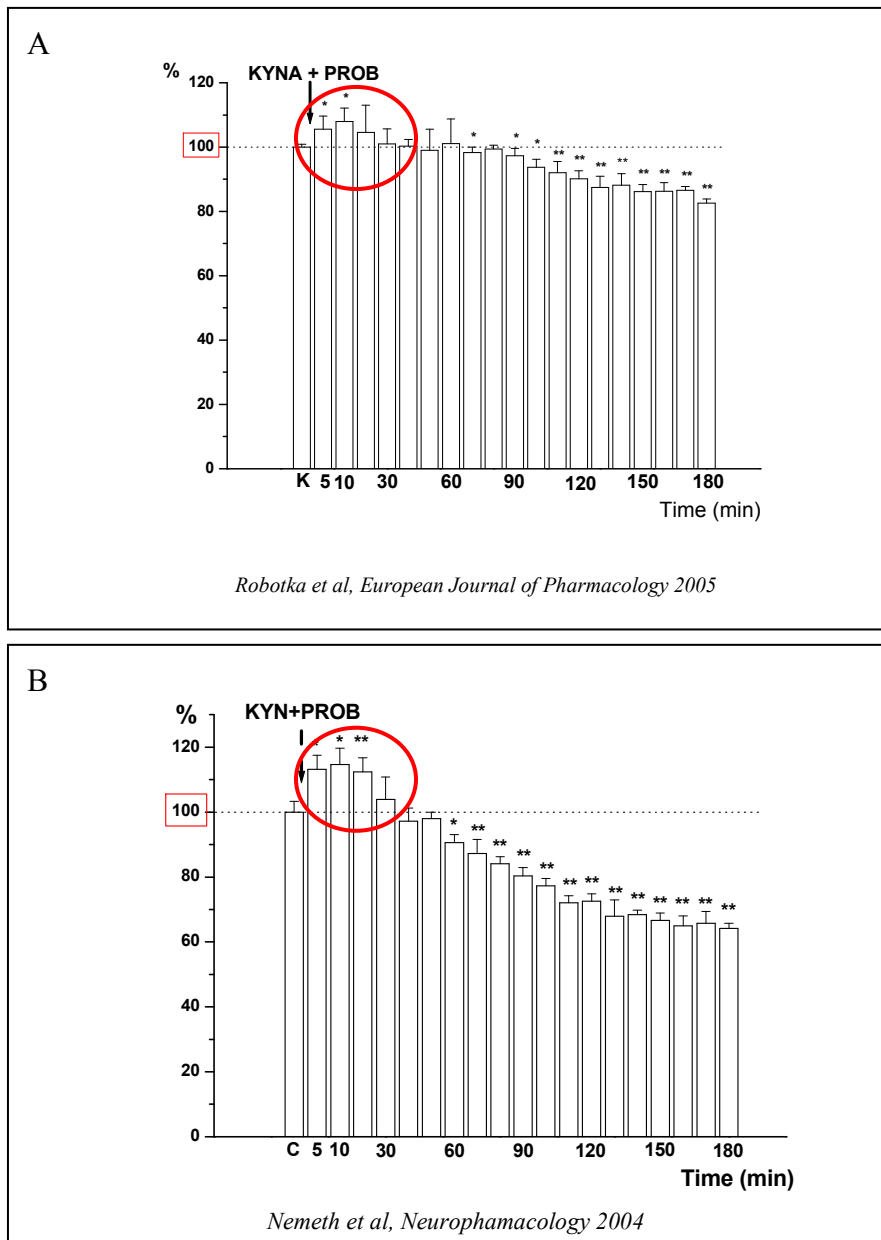 A
%
KYNA + PROB
120
* *
100
* * * ** ** ** ** ** ** ** **
80
60
40
20
0
K 5 10 30 60 90 120 150 180
Time (min)
Robotka et al, European Journal of Pharmacology 2005
B
%
KYN+PROB
120
* * **
100
* ** ** ** ** ** ** ** ** ** ** ** **
80
60
40
20
0
C 5 10 30 60 90 120 150 180
Time (min)
Nemeth et al, Neurophamacology 2004